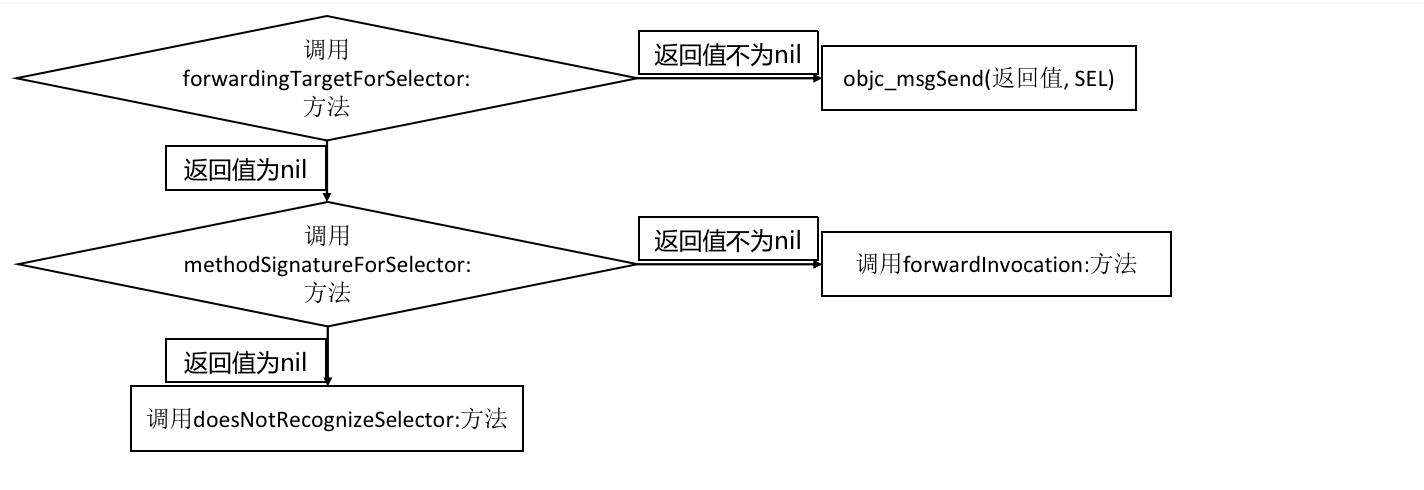 调用
forwardingTargetForSelector:
方法
返回值不为nil
objc_msgSend(返回值, SEL)
返回值为nil
调用
methodSignatureForSelector:
方法
返回值不为nil
调用forwardInvocation:方法
返回值为nil
调用doesNotRecognizeSelector:方法